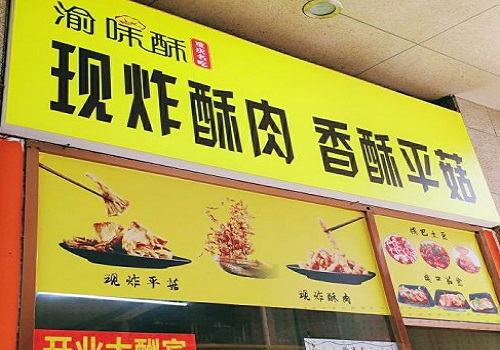 渝味酥
重庆名吃
现炸酥肉 香酥平菇
现炸平菇
现炸酥肉
锅巴土豆
开业大酬宾